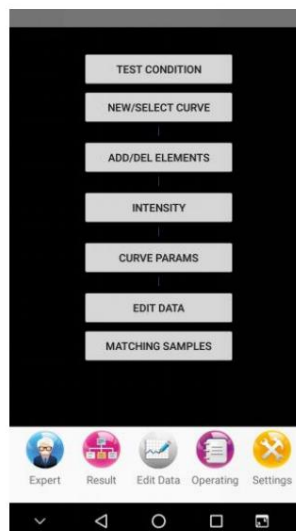 TEST CONDITION
NEW/SELECT CURVE
ADD/DEL ELEMENTS
INTENSITY
CURVE PARAMS
EDIT DATA
MATCHING SAMPLES
Expert Result Edit Data Operating Settings